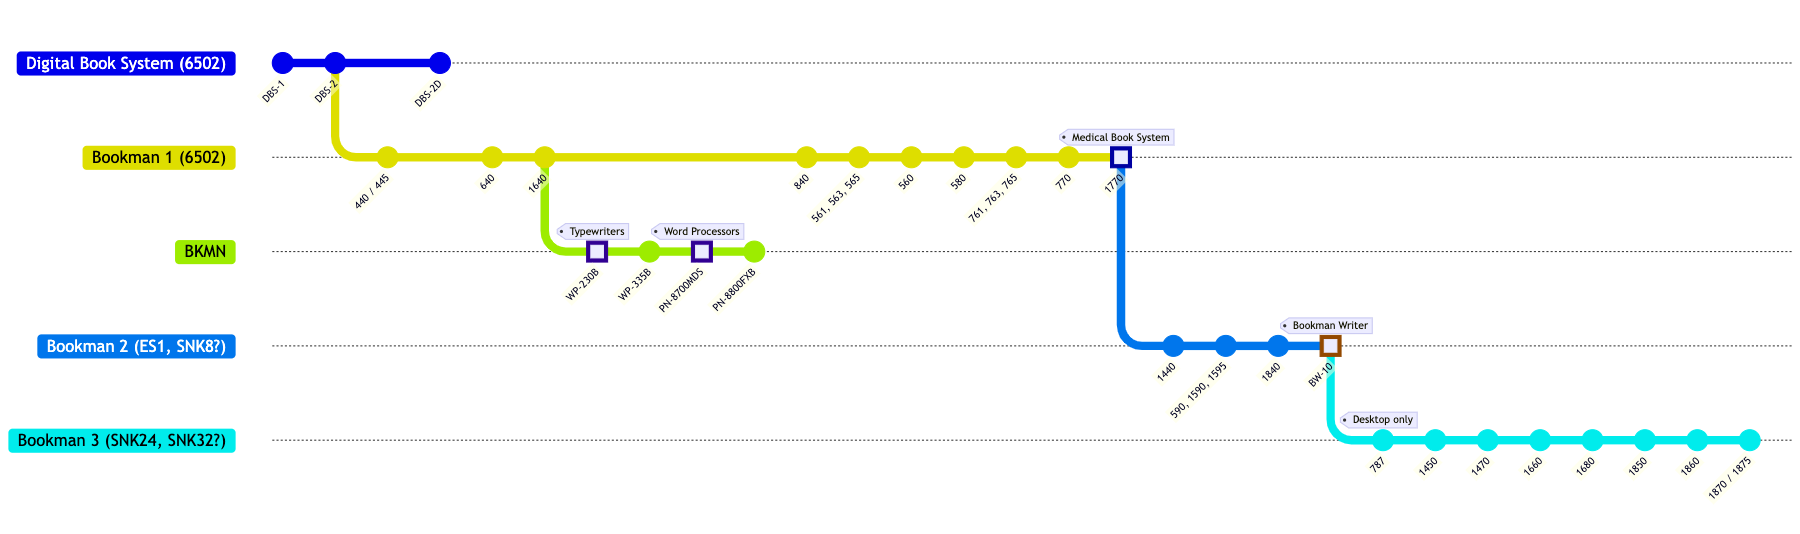 Digital Book System (6502)
DBS-1
DBS-2
DBS-2D
Medical Book System
Bookman 1 (6502)
440 / 445
640
1640
840
561, 563, 565
560
580
761, 763, 765
770
1770
Typewriters
Word Processors
BKMN
WP-230B
WP-335B
PN-8700MDS
PN-8800FXB
Bookman Writer
Bookman 2 (ES1, SNK8?)
1440
590, 1590, 1595
1840
BW-10
Desktop only
Bookman 3 (SNK24, SNK32?)
787
1450
1470
1660
1680
1850
1860
1870 / 1875